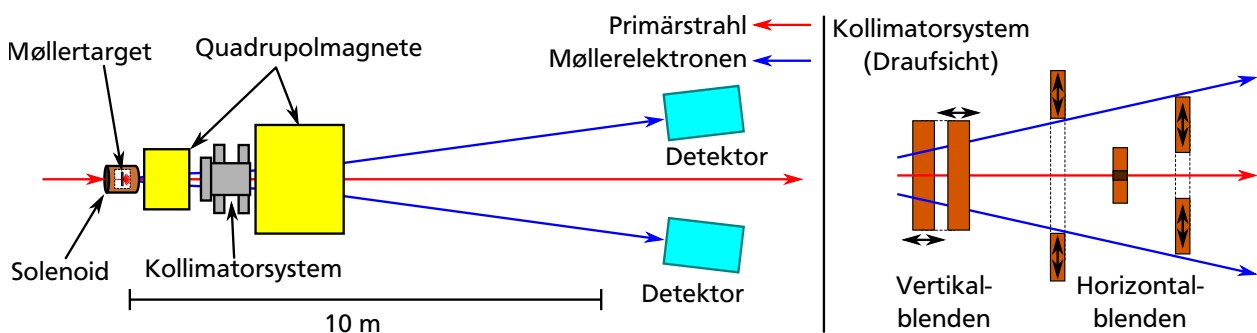 Møllertarget
Quadrupolmagnete
Primärstrahl
Møllerelektronen
Detektor
Solenoid
Kollimatorsystem
Detektor
10 m
Kollimatorsystem
(Draufsicht)
Vertikal-
blenden
Horizontal-
blenden